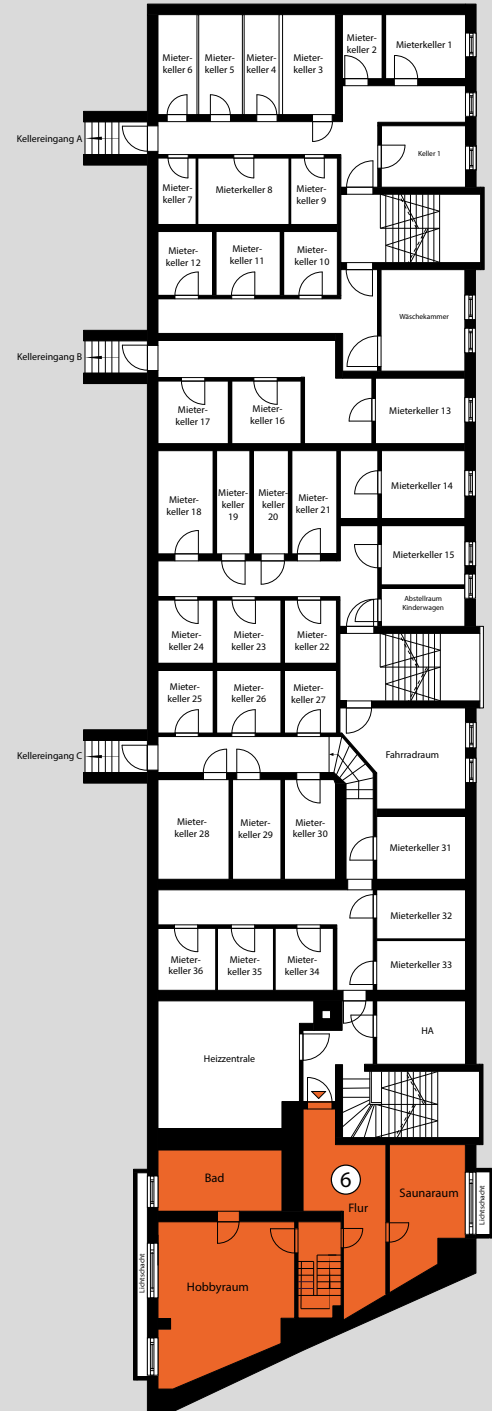 Mieter-
keller 6
Mieter-
keller 5
Mieter-
keller 4
Mieter-
keller 3
Mieter-
keller 2
Mieterkeller 1
Kellereingang A
Keller 1
Mieter-
keller 7
Mieterkeller 8
Mieter-
keller 9
Mieter-
keller 12
Mieter-
keller 11
Mieter-
keller 10
Wäschekammer
Kellereingang B
Mieter-
keller 17
Mieter-
keller 16
Mieterkeller 13
Mieter-
keller 18
Mieter-
keller
19
Mieter-
keller
20
Mieter-
keller 21
Mieterkeller 14
Mieterkeller 15
Abstellraum
Kinderwagen
Mieter-
keller 24
Mieter-
keller 23
Mieter-
keller 22
Mieter-
keller 25
Mieter-
keller 26
Mieter-
keller 27
Kellereingang C
Fahrradraum
Mieter-
keller 28
Mieter-
keller 29
Mieter-
keller 30
Mieterkeller 31
Mieterkeller 32
Mieter-
keller 36
Mieter-
keller 35
Mieter-
keller 34
Mieterkeller 33
HA
Heizzentrale
Bad
6
Flur
Saunaraum
Lichtschacht
Hobbyraum
Lichtschacht